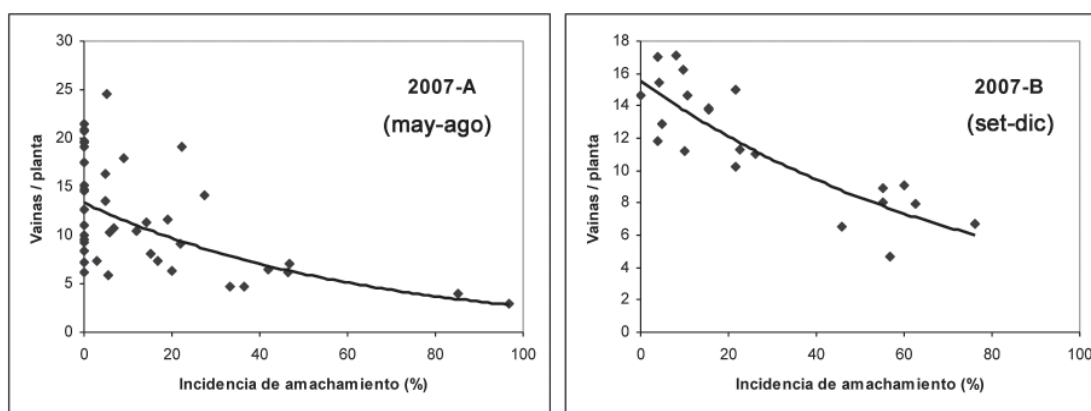 30
25
20
15
10
5
0
Vainas / planta
2007-A
(may-ago)
0 20 40 60 80 100
Incidencia de amachamiento (%)
18
16
14
12
10
8
6
4
2
0
Vainas / planta
2007-B
(set-dic)
0 20 40 60 80 100
Incidencia de amachamiento (%)